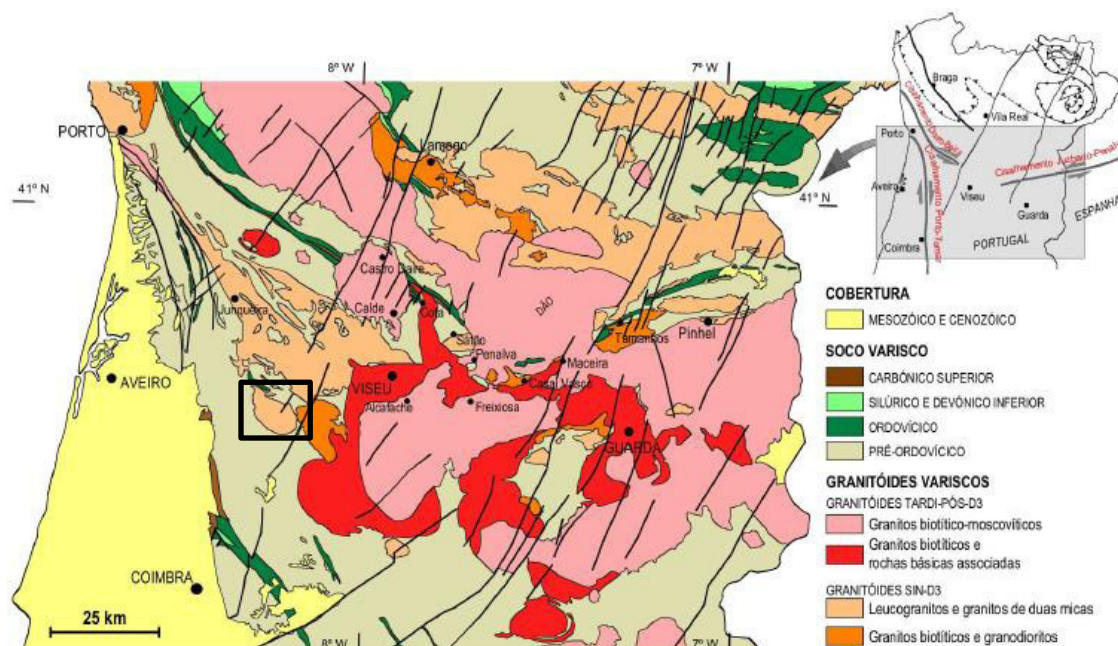 8º W
7º W
PORTO
Lamego
41º N
41º N
Castro Daire
Junqueira
Calde
Cota
DÃO
Sátão
Penalva
Tamanhos
Pinhel
Maceira
AVEIRO
VISEU
Casal Vasco
Alcafache
Freixiosa
GUARDA
COIMBRA
25 km
8º W
7º W
Braga
Vila Real
Porto
Cisalhamento Porto-Tomar
Aveiro
Viseu
Guarda
ESPANHA
PORTUGAL
Coimbra
COBERTURA
MESOZÓICO E CENOZÓICO
SOCO VARISCO
CARBÓNICO SUPERIOR
SILÚRICO E DEVÓNICO INFERIOR
ORDOVÍCICO
PRÉ-ORDOVÍCICO
GRANITÓIDES VARISCOS
GRANITÓIDES TARDI-PÓS-D3
Granitos biotítico-moscovíticos
Granitos biotíticos e
rochas básicas associadas
GRANITÓIDES SIN-D3
Leucogranitos e granitos de duas micas
Granitos biotíticos e granodioritos